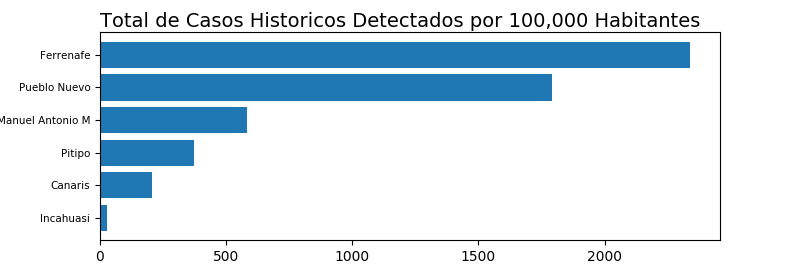 Total de Casos Historicos Detectados por 100,000 Habitantes
Ferrenafe
Pueblo Nuevo
Manuel Antonio M
Pitipo
Canaris
Incahuasi
0 500 1000 1500 2000